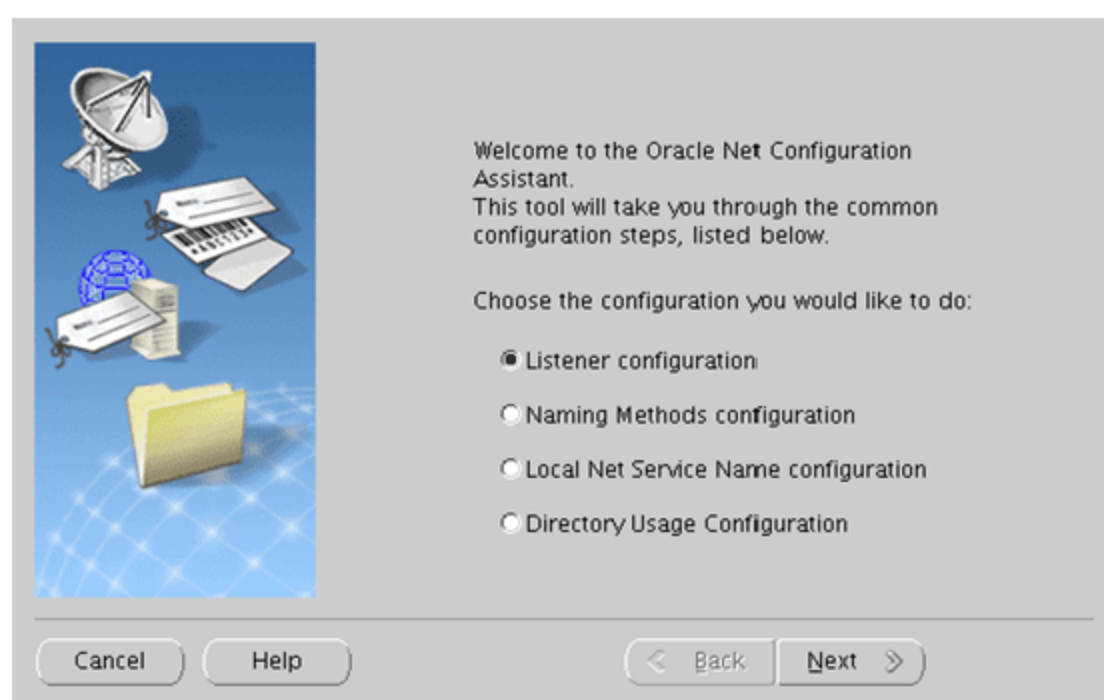 Welcome to the Oracle Net Configuration
Assistant.
This tool will take you through the common
configuration steps, listed below.
Choose the configuration you would like to do:
Listener configuration
Naming Methods configuration
Local Net Service Name configuration
Directory Usage Configuration
Cancel
Help
Back
Next